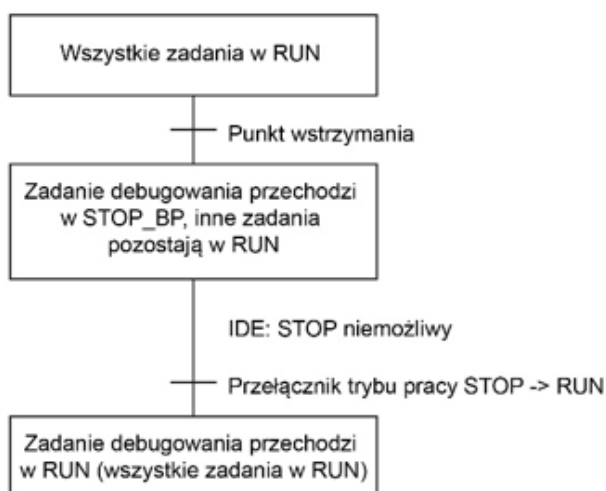 Wszystkie zadania w RUN
Punkt wstrzymania
Zadanie debugowania przechodzi
w STOP_BP, inne zadania
pozostają w RUN
IDE: STOP niemożliwy
Przełącznik trybu pracy STOP -> RUN
Zadanie debugowania przechodzi
w RUN (wszystkie zadania w RUN)